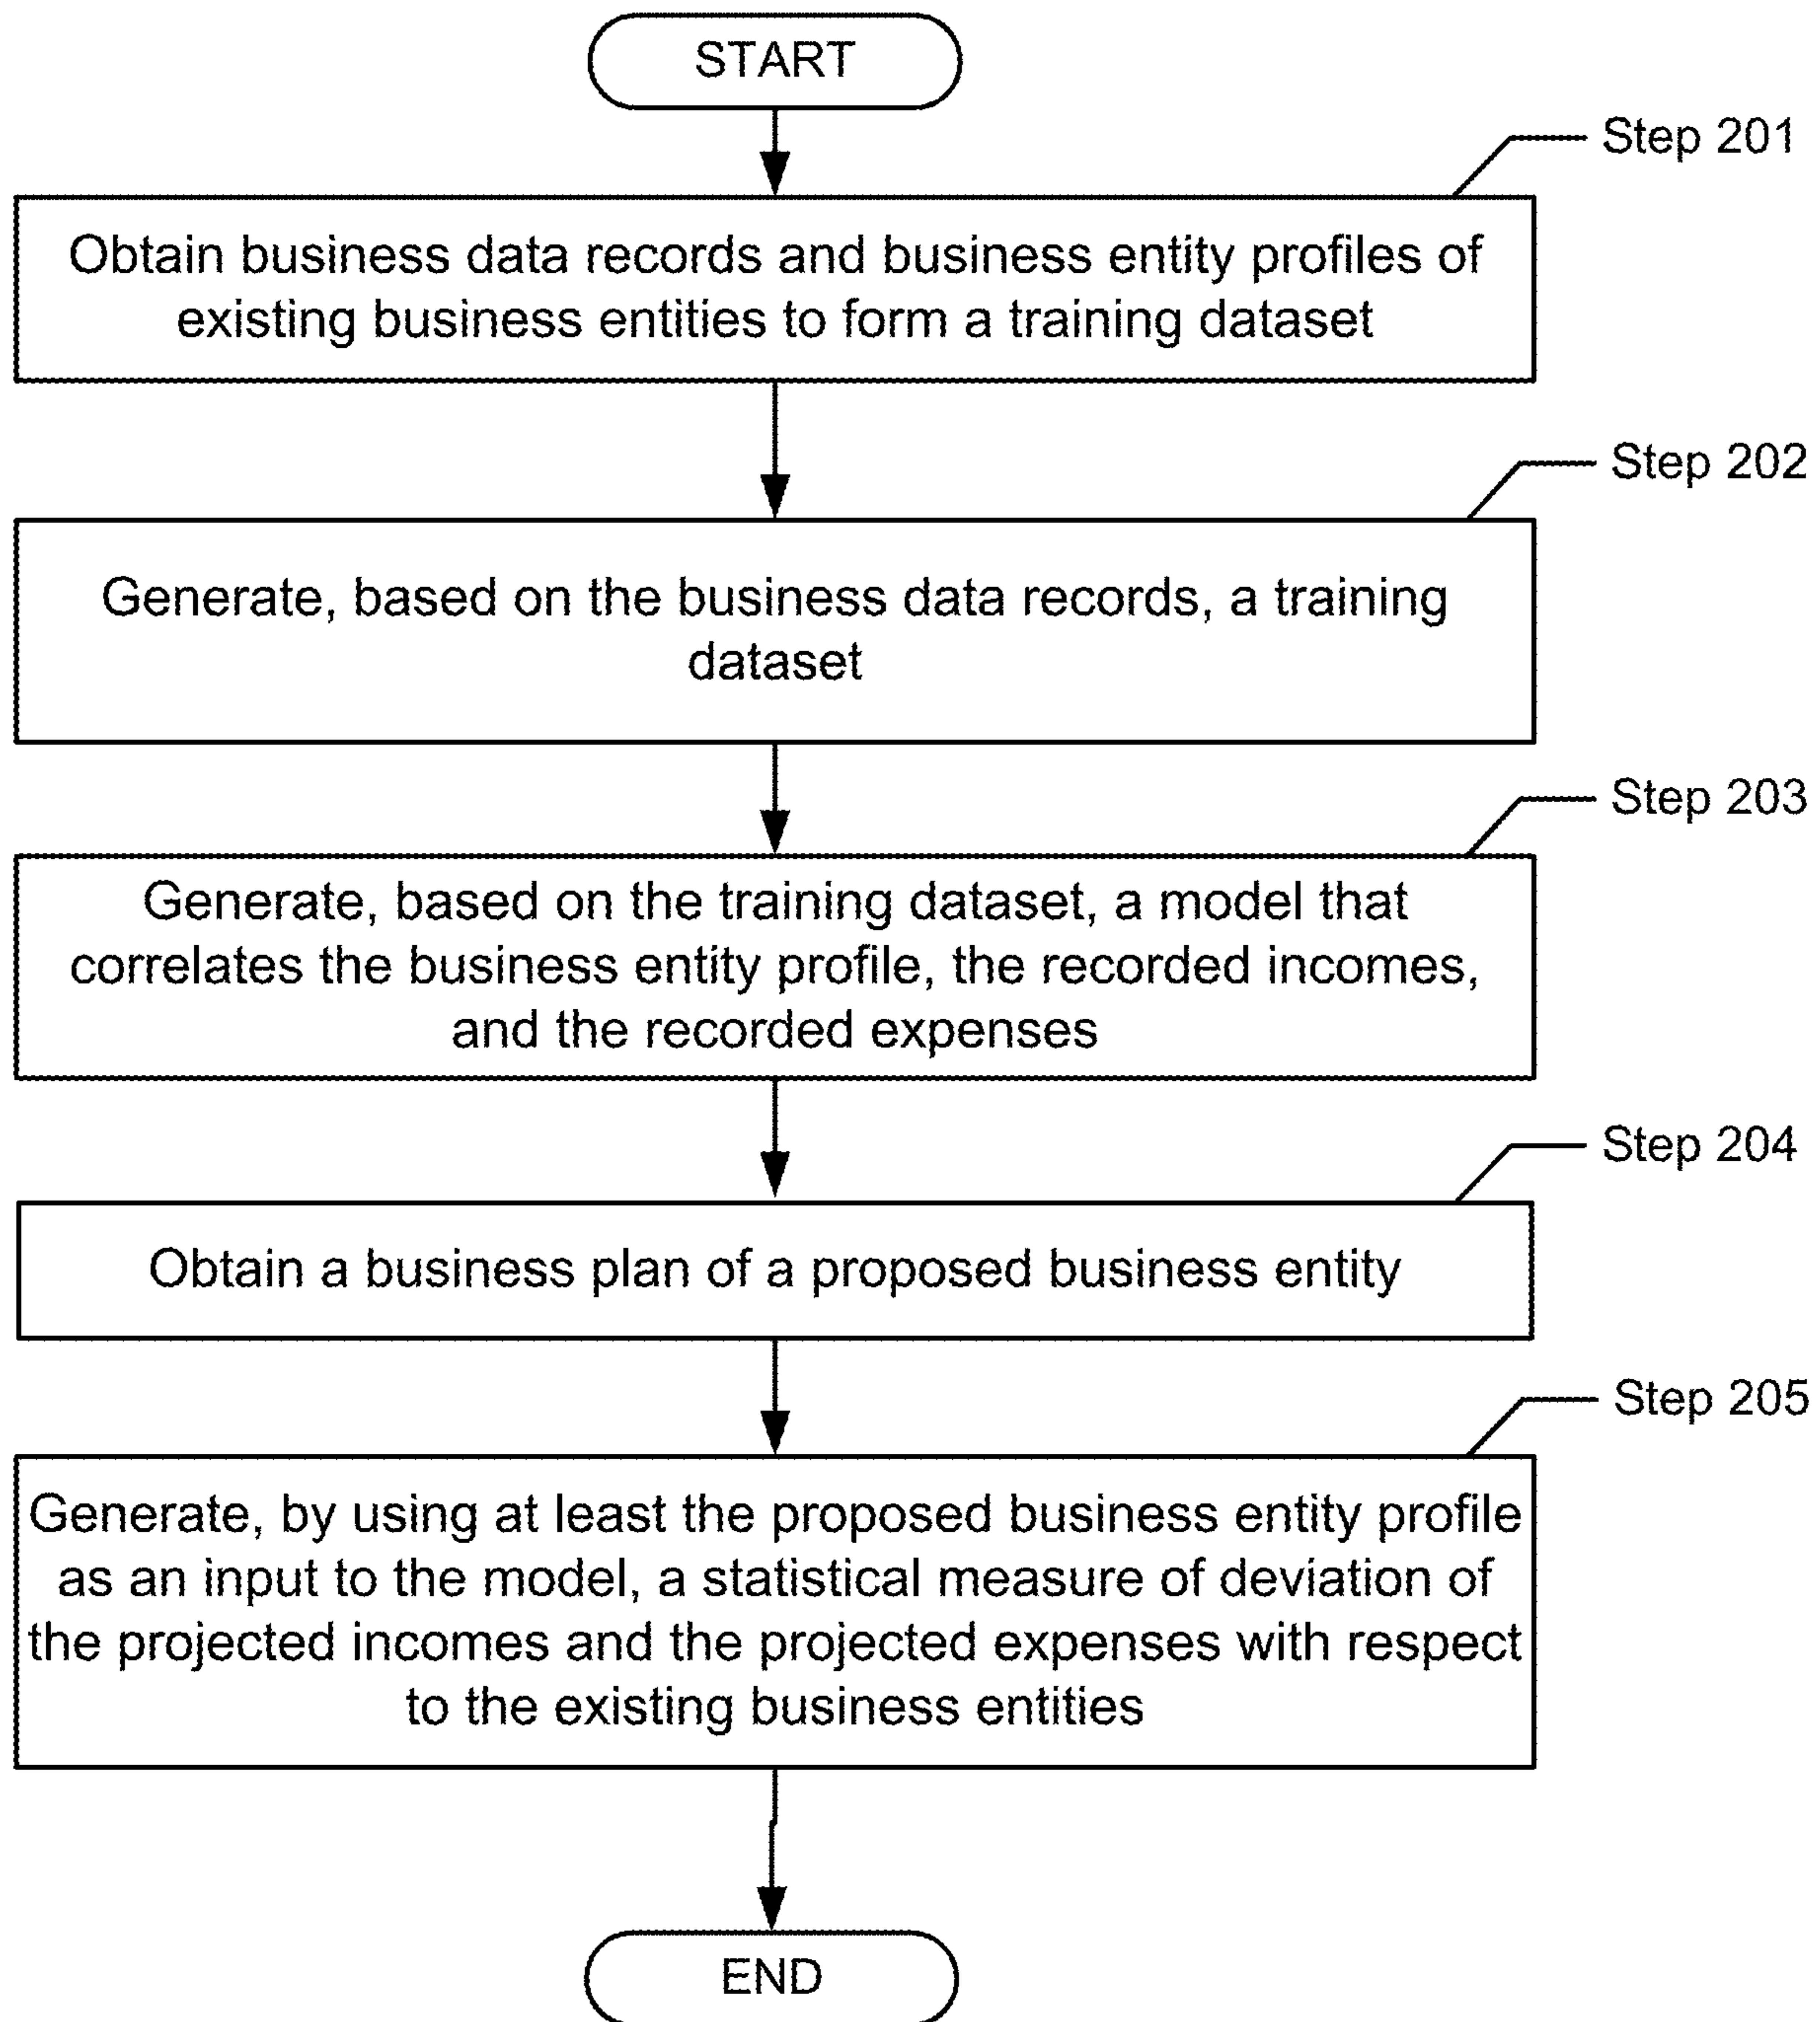 START
Step 201
Obtain business data records and business entity profiles of
existing business entities to form a training dataset
Step 202
Generate, based on the business data records, a training
dataset
Step 203
Generate, based on the training dataset, a model that
correlates the business entity profile, the recorded incomes,
and the recorded expenses
Step 204
Obtain a business plan of a proposed business entity
Step 205
Generate, by using at least the proposed business entity profile
as an input to the model, a statistical measure of deviation of
the projected incomes and the projected expenses with respect
to the existing business entities
END